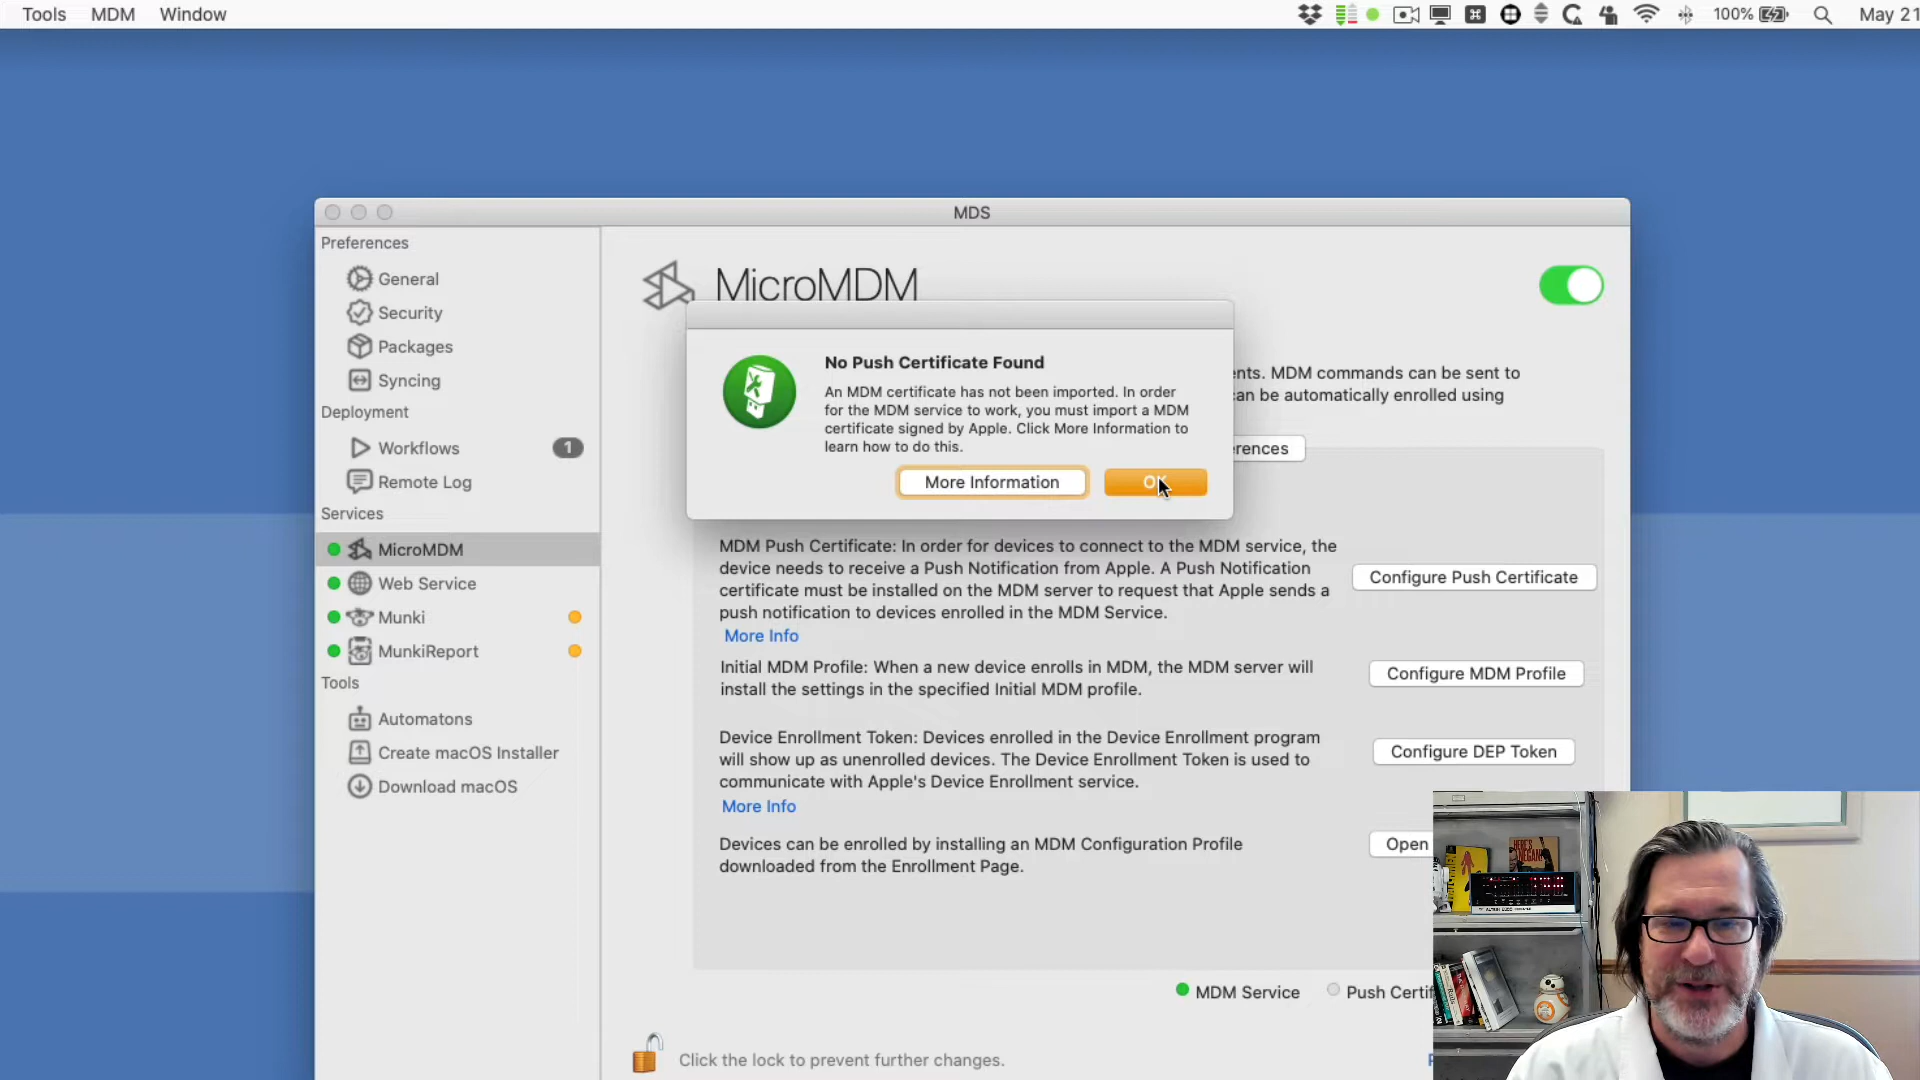 Tools MDM Window 100% May 21
MDS
Preferences
General
Security
Packages
Syncing
Deployment
Workflows 1
Remote Log
Services
MicroMDM
Web Service
Munki
MunkiReport
Tools
Automatons
Create macOS Installer
Download macOS
MicroMDM
No Push Certificate Found
An MDM certificate has not been imported. In order
for the MDM service to work, you must import a MDM
certificate signed by Apple. Click More Information to
learn how to do this.
More Information OK
MDM commands can be sent to
can be automatically enrolled using
MDM Push Certificate: In order for devices to connect to the MDM service, the
device needs to receive a Push Notification from Apple. A Push Notification
certificate must be installed on the MDM server to request that Apple sends a
push notification to devices enrolled in the MDM Service.
More Info
Configure Push Certificate
Initial MDM Profile: When a new device enrolls in MDM, the MDM server will
install the settings in the specified Initial MDM profile.
Configure MDM Profile
Device Enrollment Token: Devices enrolled in the Device Enrollment program
will show up as unenrolled devices. The Device Enrollment Token is used to
communicate with Apple's Device Enrollment service.
More Info
Configure DEP Token
Devices can be enrolled by installing an MDM Configuration Profile
downloaded from the Enrollment Page.
Open
HERE'S
NEGAN!
MDM Service Push
Click the lock to prevent further changes.